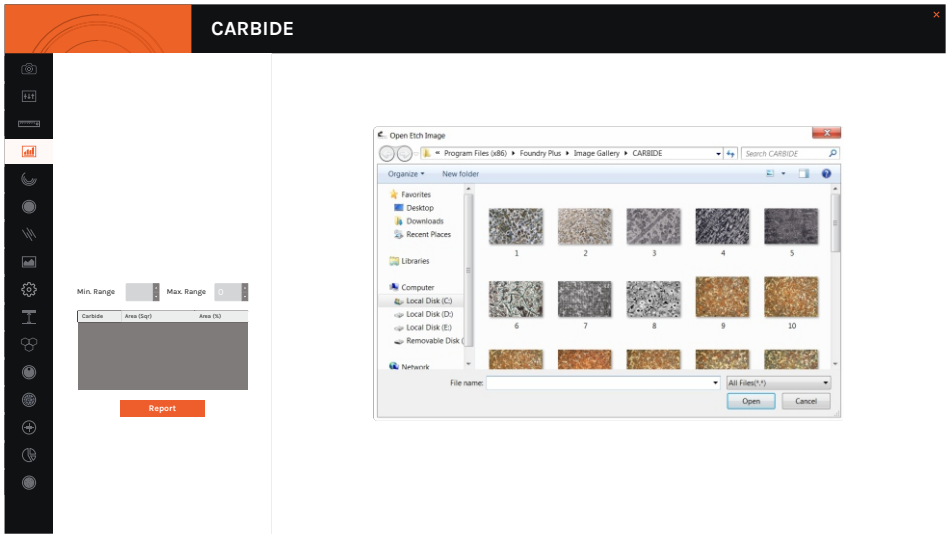 CARBIDE
Open Etch Image
« Program Files (x86) ▸ Foundry Plus ▸ Image Gallery ▸ CARBIDE
Search CARBIDE
Organize
New folder
Favorites
Desktop
Downloads
Recent Places
Libraries
Computer
Local Disk (C:)
Local Disk (D:)
Local Disk (E:)
Removable Disk (
Network
1 2 3 4 5
6 7 8 9 10
File name:
All Files(*.*)
Open
Cancel
Min. Range
Max. Range 0
Carbide Area (Sqr) Area (%)
Report